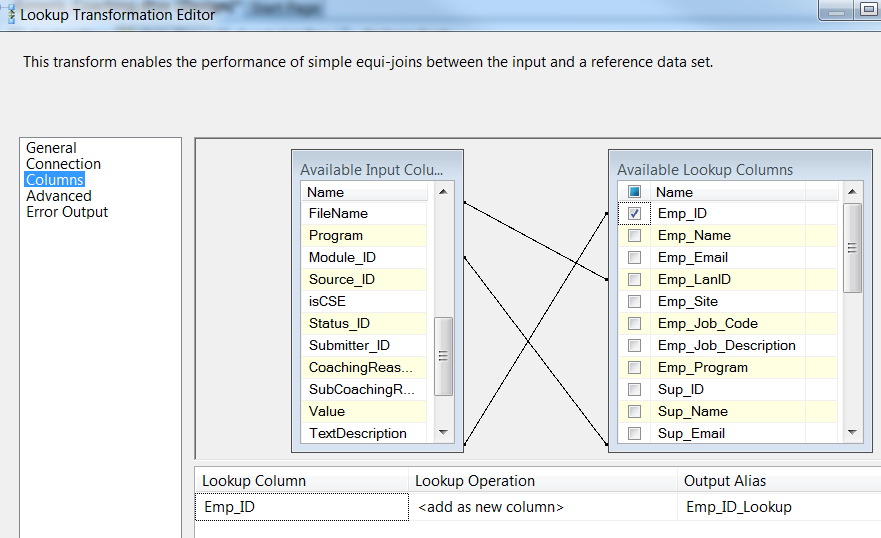 Lookup Transformation Editor
This transform enables the performance of simple equi-joins between the input and a reference data set.
General
Connection
Columns
Advanced
Error Output
Available Input Colu...
Name
FileName
Program
Module_ID
Source_ID
isCSE
Status_ID
Submitter_ID
CoachingReas...
SubCoachingR...
Value
TextDescription
Available Lookup Columns
Name
Emp_ID
Emp_Name
Emp_Email
Emp_LanID
Emp_Site
Emp_Job_Code
Emp_Job_Description
Emp_Program
Sup_ID
Sup_Name
Sup_Email
Lookup Column Lookup Operation Output Alias
Emp_ID <add as new column> Emp_ID_Lookup